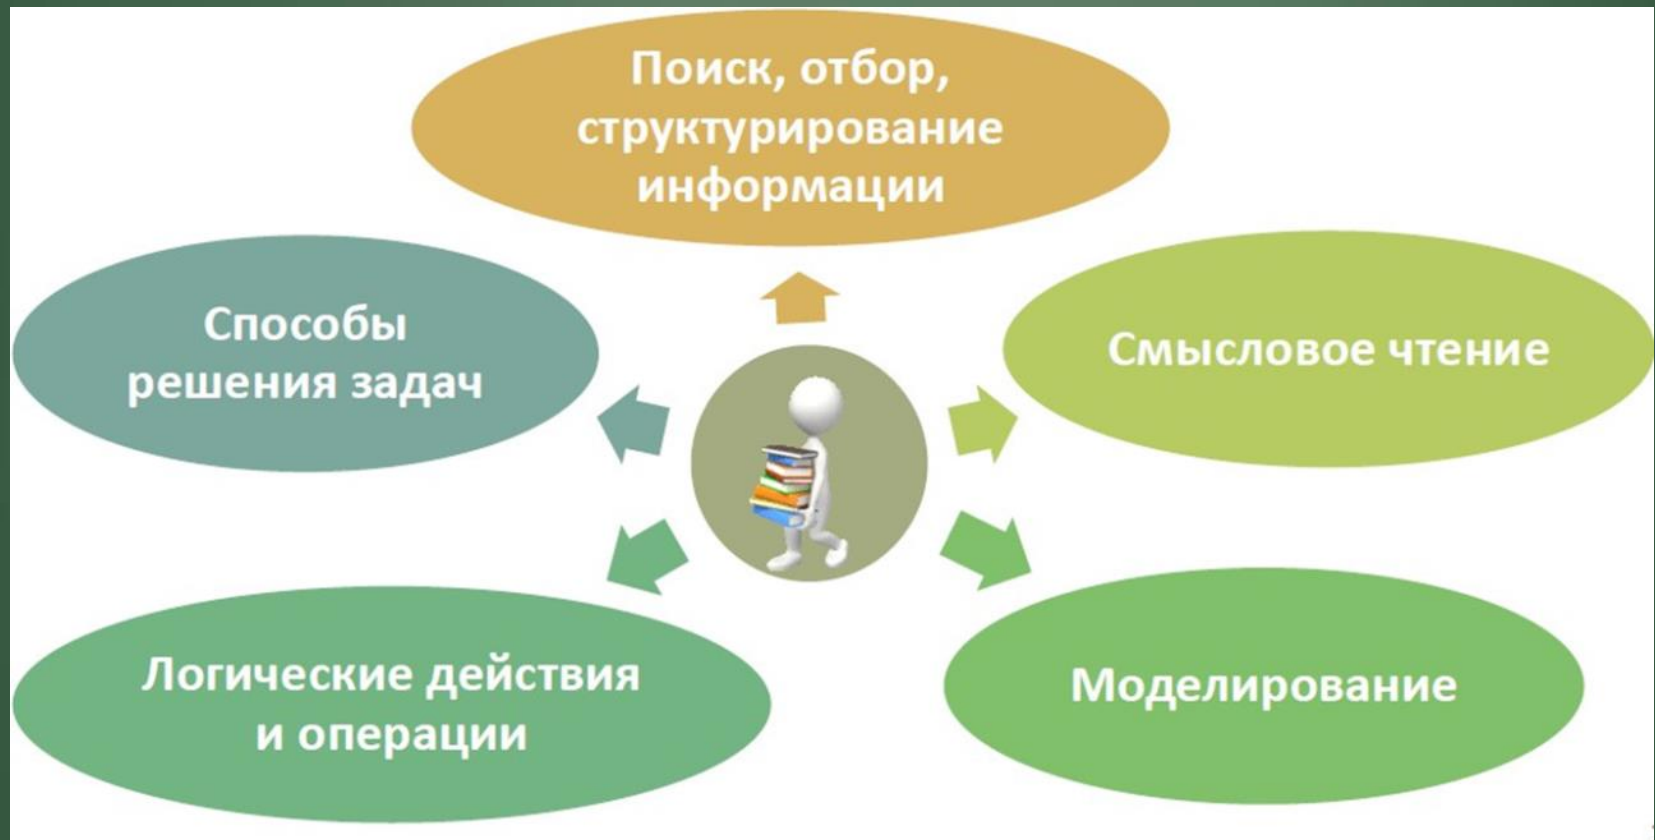 Поиск, отбор,
структурирование
информации
Способы
решения задач
Смысловое чтение
Логические действия
и операции
Моделирование